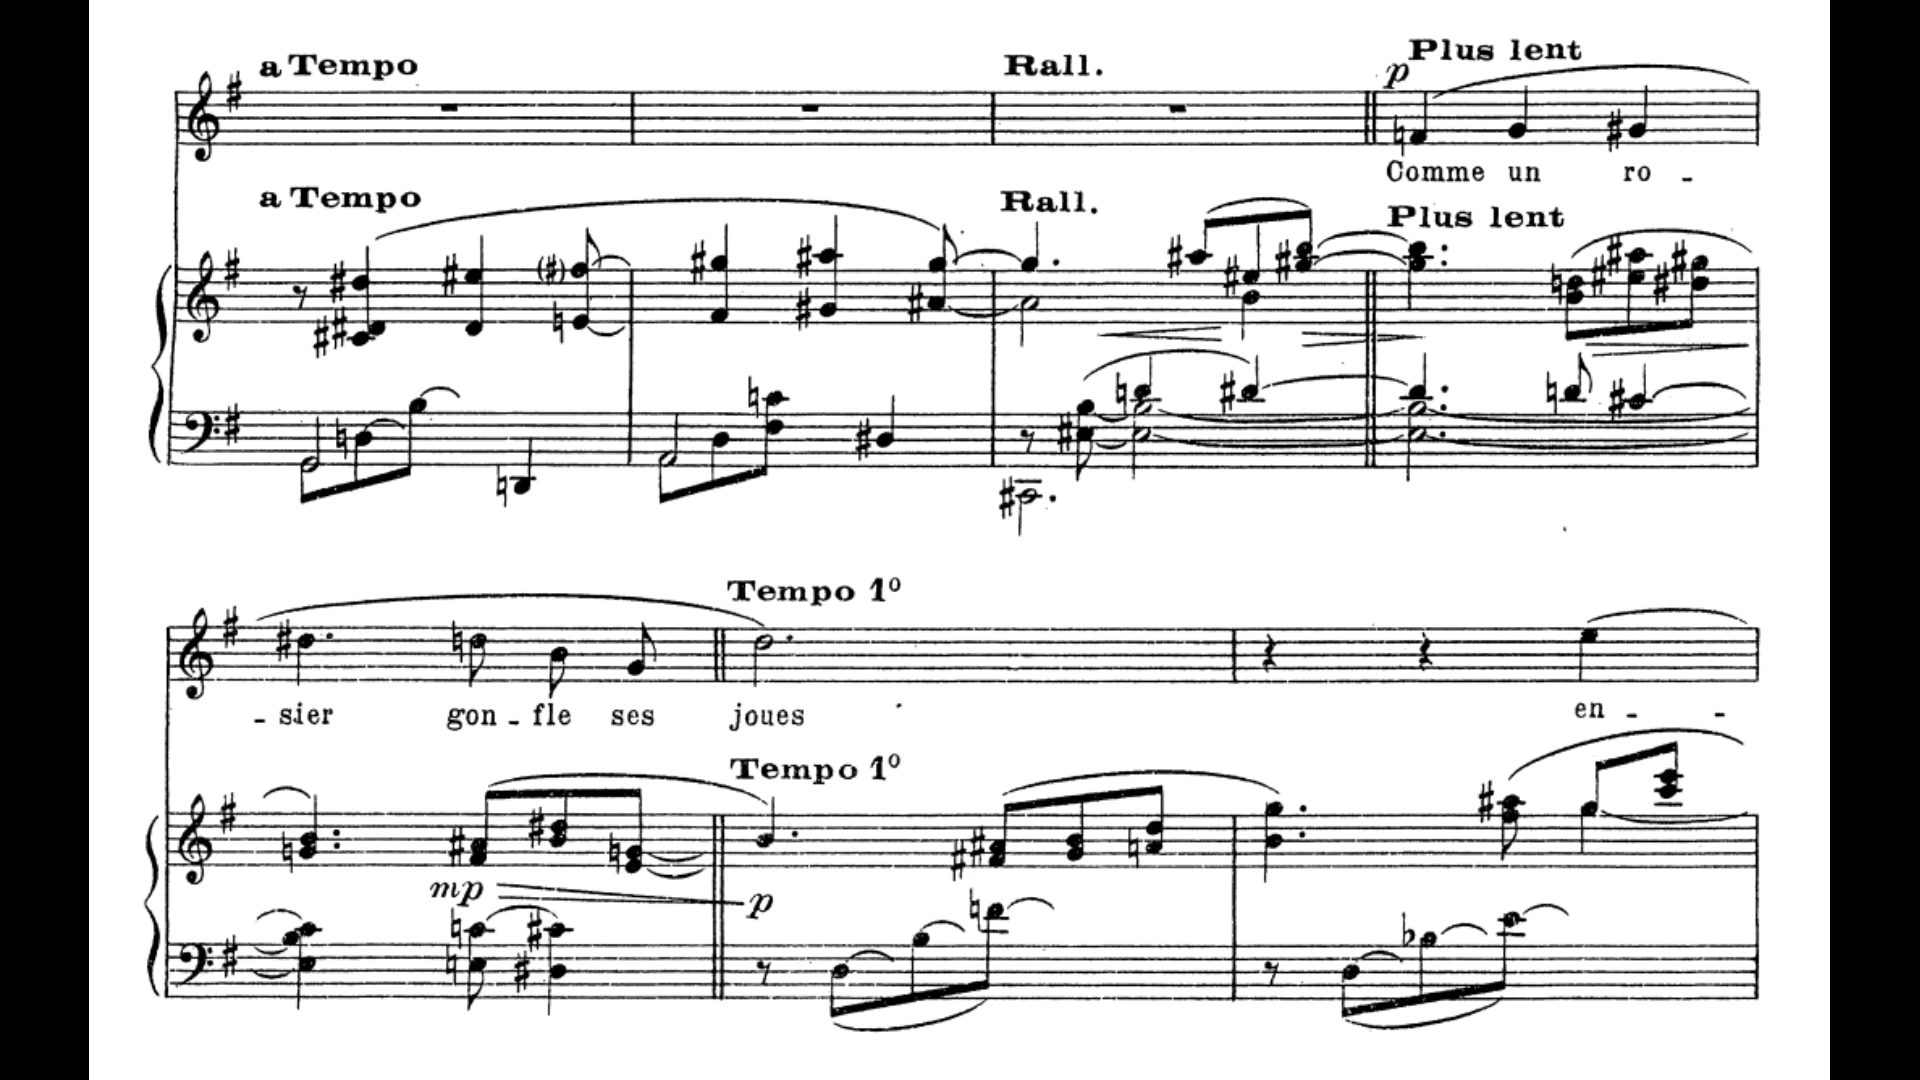 a Tempo Rall. Plus lent
p
Comme un ro -
a Tempo Rall. Plus lent
Tempo 1º
- sier gon - fle ses joues en - -
Tempo 1º
mp p